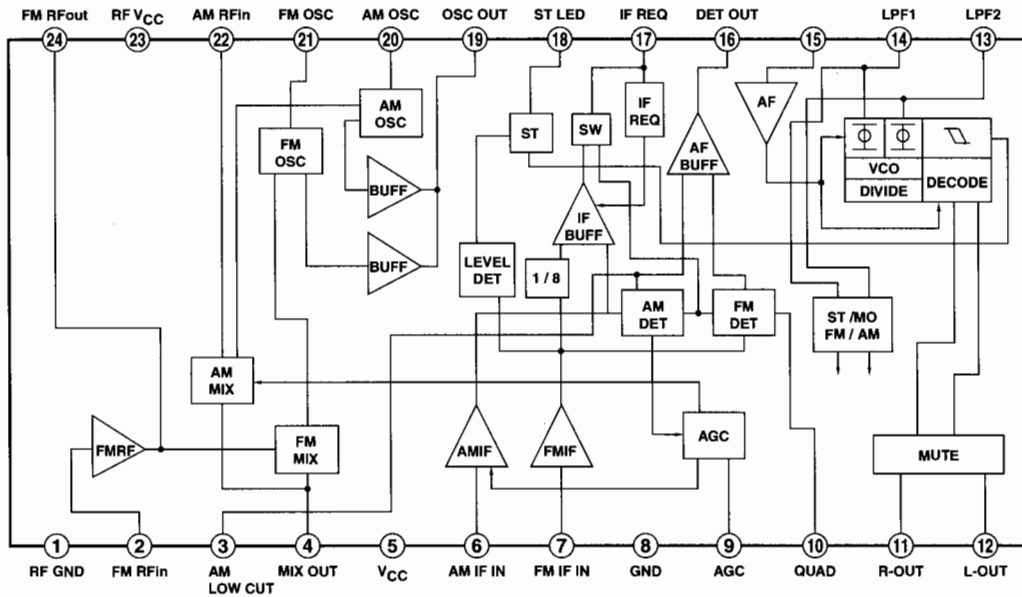 FM RFout RF VCC AM RFin FM OSC AM OSC OSC OUT ST LED IF REQ DET OUT LPF1 LPF2
24 23 22 21 20 19 18 17 16 15 14 13
AM
OSC
FM
OSC
BUFF
BUFF
ST
SW
IF
REQ
AF
BUFF
AF
VCO
DIVIDE
DECODE
IF
BUFF
LEVEL
DET
1 / 8
AM
DET
FM
DET
ST /MO
FM / AM
AM
MIX
FMRF
FM
MIX
AMIF
FMIF
AGC
MUTE
1 2 3 4 5 6 7 8 9 10 11 12
RF GND FM RFin AM MIX OUT VCC AM IF IN FM IF IN GND AGC QUAD R-OUT L-OUT
LOW CUT